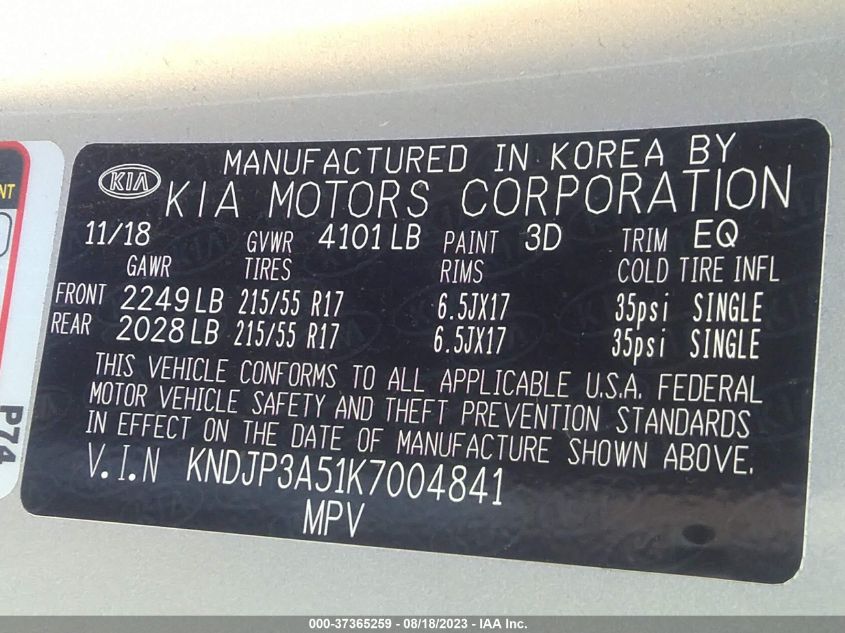 MANUFACTURED IN KOREA BY
KIA KIA MOTORS CORPORATION
11/18 GVWR 4101 LB PAINT 3D TRIM EQ
GAWR TIRES RIMS COLD TIRE INFL
FRONT 2249 LB 215/55 R17 6.5JX17 35psi SINGLE
REAR 2028 LB 215/55 R17 6.5JX17 35psi SINGLE
THIS VEHICLE CONFORMS TO ALL APPLICABLE U.S.A. FEDERAL
MOTOR VEHICLE SAFETY AND THEFT PREVENTION STANDARDS
IN EFFECT ON THE DATE OF MANUFACTURE SHOWN ABOVE.
V.I.N KNDJP3A51K7004841
MPV
P74
000-37365259 - 08/18/2023 - IAA Inc.